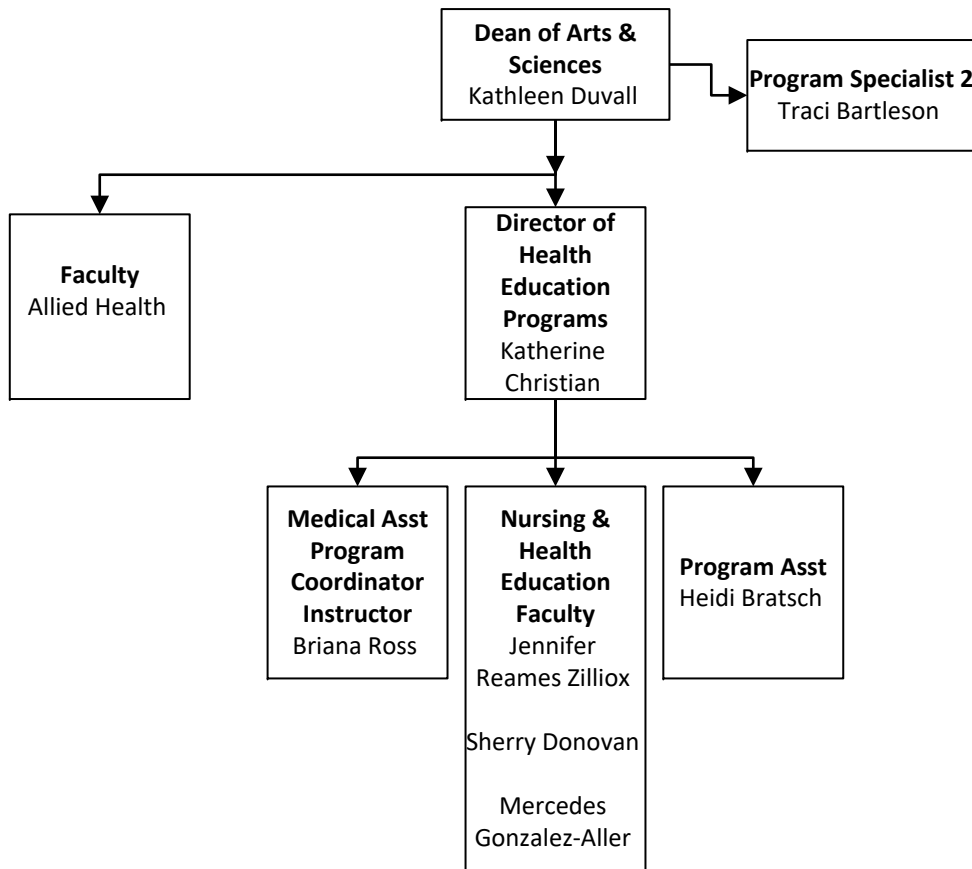 Dean of Arts &
Sciences
Kathleen Duvall
Program Specialist 2
Traci Bartleson
Faculty
Allied Health
Director of
Health
Education
Programs
Katherine
Christian
Medical Asst
Program
Coordinator
Instructor
Briana Ross
Nursing &
Health
Education
Faculty
Jennifer
Reames Zilliox
Sherry Donovan
Mercedes
Gonzalez-Aller
Program Asst
Heidi Bratsch